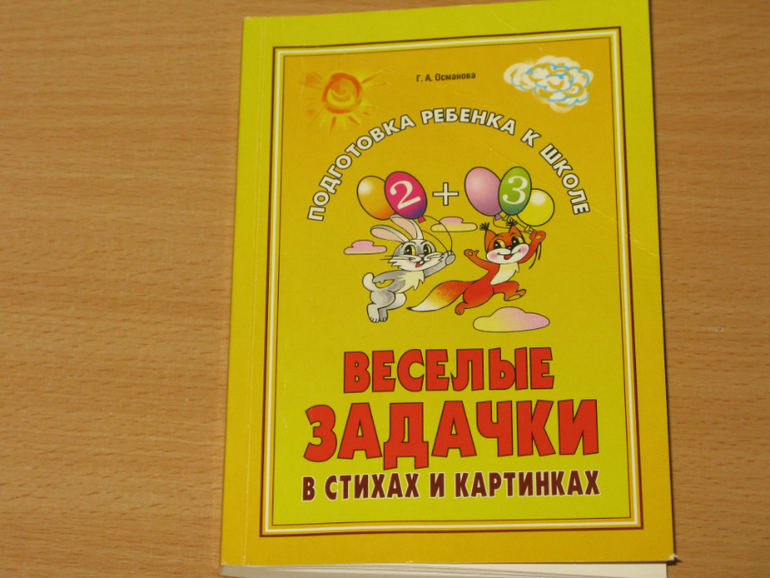 Г. А. Османова
ПОДГОТОВКА РЕБЕНКА К ШКОЛЕ
2 + 3
ВЕСЕЛЫЕ
ЗАДАЧКИ
В СТИХАХ И КАРТИНКАХ